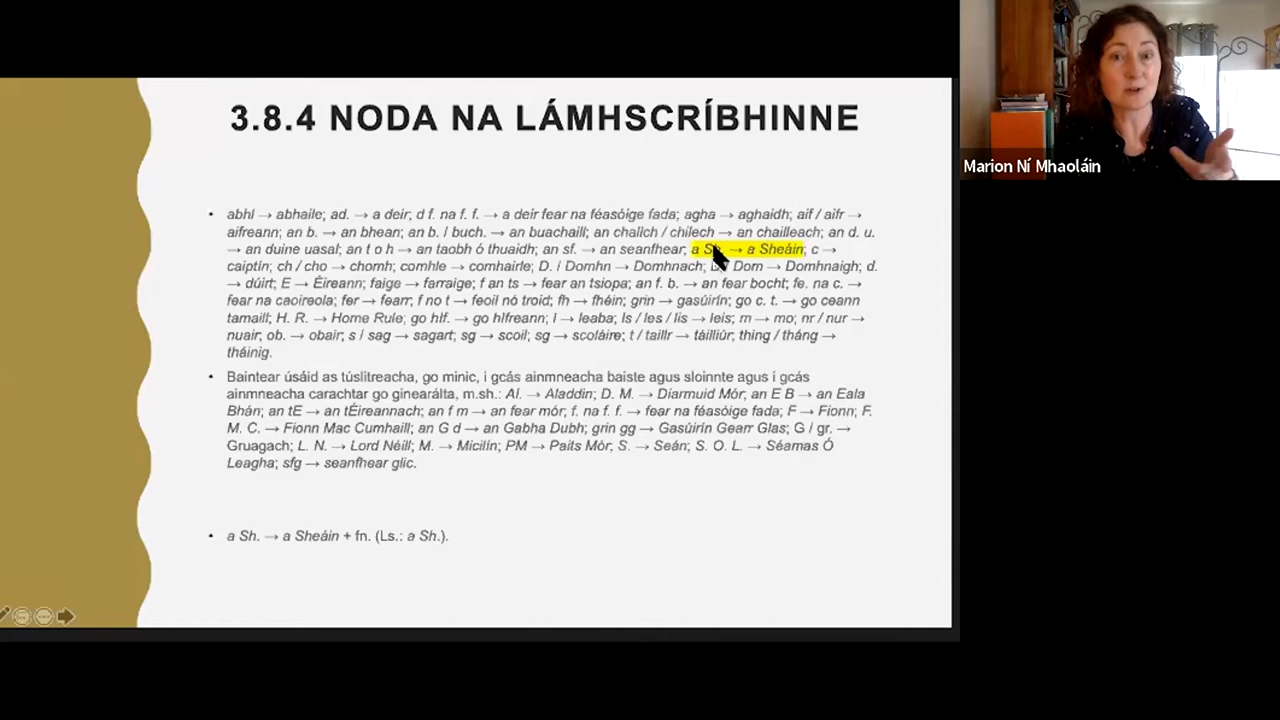 3.8.4 NODA NA LÁMHSCRÍBHINNE
• abhl → abhaile; ad. → a deir; d f. na f. f. → a deir fear na féasóige fada; agha → aghaidh; aif / aifr →
aifreann; an b. → an bhean; an b. / buch. → an buachaill; an challch / chilech → an chailleach; an d. u.
→ an duine uasal; an t o h → an taobh ó thuaidh; an sf. → an seanfhear; a Sh. → a Sheáin; c →
caiptín; ch / cho → chomh; comhle → comhairle; D. / Domhn → Domhnach; Dom → Domhnaigh; d.
→ dúirt; E → Éireann; faige → farraige; f an ts → fear an tsiopa; an f. b. → an fear bocht; fe. na c. →
fear na caoireola; fer → fearr; f no t → feoil nó troid; fh → fhéin; grin → gasúirín; go c. t. → go ceann
tamaill; H. R. → Home Rule; go hIf. → go hIfreann; l → leaba; ls / les / lis → leis; m → mo; nr / nur →
nuair; ob. → obair; s / sag → sagart; sg → scoil; sg → scoláire; t / taillr → táilliúr; thing / tháng →
tháinig.
• Baintear úsáid as túslitreacha, go minic, i gcás ainmneacha baiste agus sloinnte agus i gcás
ainmneacha carachtar go ginearálta, m.sh.: Al. → Aladdin; D. M. → Diarmuid Mór; an E B → an Eala
Bhán; an tE → an tÉireannach; an f m → an fear mór; f. na f. f. → fear na féasóige fada; F → Fionn; F.
M. C. → Fionn Mac Cumhaill; an G d → an Gabha Dubh; grin gg → Gasúirín Gearr Glas; G / gr. →
Gruagach; L. N. → Lord Néill; M. → Micilín; PM → Paits Mór; S. → Seán; S. O. L. → Séamas Ó
Leagha; sfg → seanfhear glic.
• a Sh. → a Sheáin + fn. (Ls.: a Sh.).
Marion Ní Mhaoláin